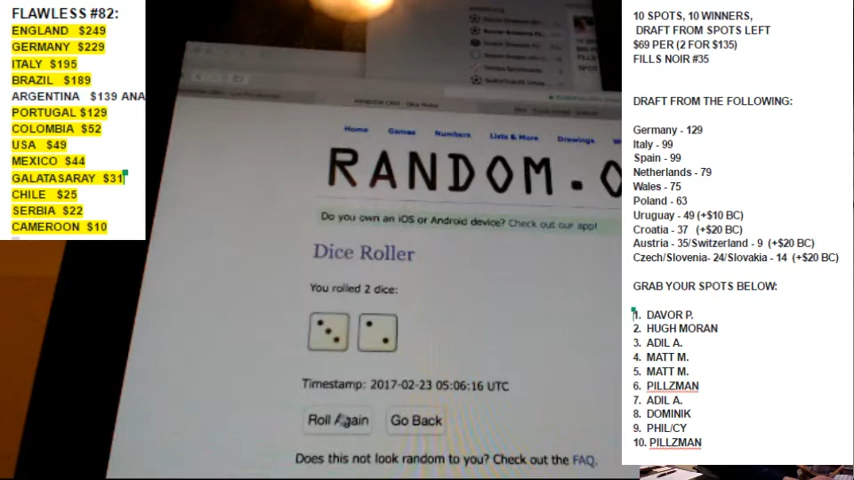 FLAWLESS #82:
ENGLAND $249
GERMANY $229
ITALY $195
BRAZIL $189
ARGENTINA $139 ANA
PORTUGAL $129
COLOMBIA $52
USA $49
MEXICO $44
GALATASARAY $31
CHILE $25
SERBIA $22
CAMEROON $10
Home Games Numbers Lists & More Drawings
RANDOM.O
Do you own an iOS or Android device? Check out our app!
Dice Roller
You rolled 2 dice:
Timestamp: 2017-02-23 05:06:16 UTC
Roll Again Go Back
Does this not look random to you? Check out the FAQ.
10 SPOTS, 10 WINNERS,
DRAFT FROM SPOTS LEFT
$69 PER (2 FOR $135)
FILLS NOIR #35
DRAFT FROM THE FOLLOWING:
Germany - 129
Italy - 99
Spain - 99
Netherlands - 79
Wales - 75
Poland - 63
Uruguay - 49 (+$10 BC)
Croatia - 37 (+$20 BC)
Austria - 35/Switzerland - 9 (+$20 BC)
Czech/Slovenia- 24/Slovakia - 14 (+$20 BC)
GRAB YOUR SPOTS BELOW:
1. DAVOR P.
2. HUGH MORAN
3. ADIL A.
4. MATT M.
5. MATT M.
6. PILLZMAN
7. ADIL A.
8. DOMINIK
9. PHIL/CY
10. PILLZMAN